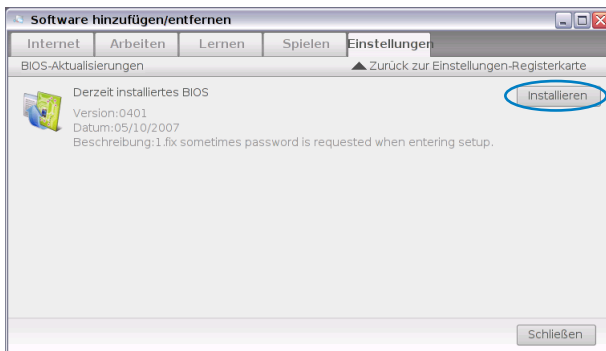 Software hinzufügen/entfernen
Internet Arbeiten Lernen Spielen Einstellungen
BIOS-Aktualisierungen Zurück zur Einstellungen-Registerkarte
Derzeit installiertes BIOS Installieren
Version:0401
Datum:05/10/2007
Beschreibung:1.fix sometimes password is requested when entering setup.
Schließen